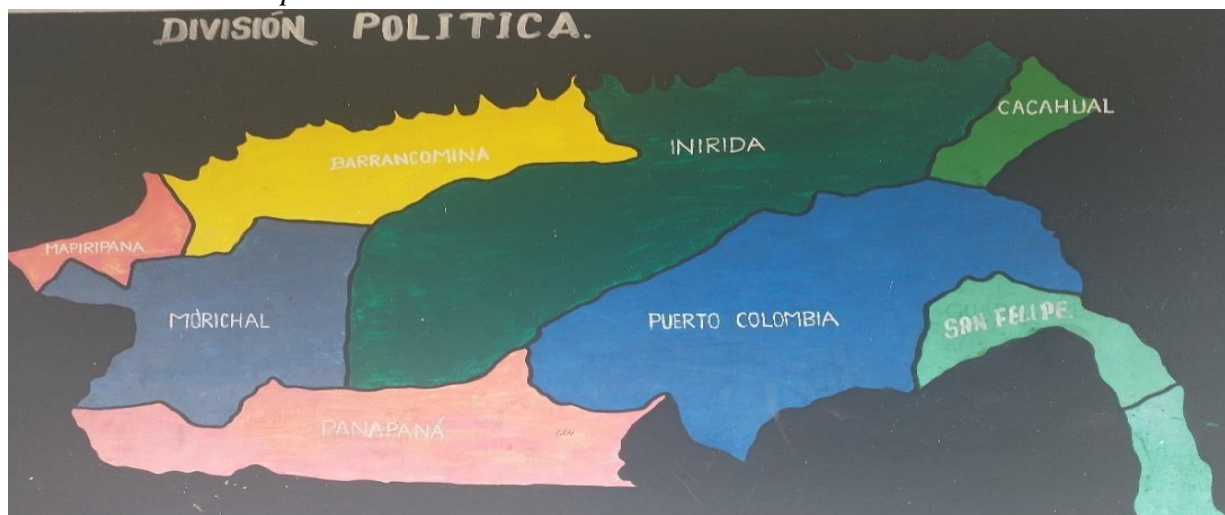 DIVISIÓN POLITICA.
CACAHUAL
INIRIDA
BARRANCOMINA
MAPIRIPANA
MORICHAL
PUERTO COLOMBIA
SAN FELIPE.
PANAPANÁ